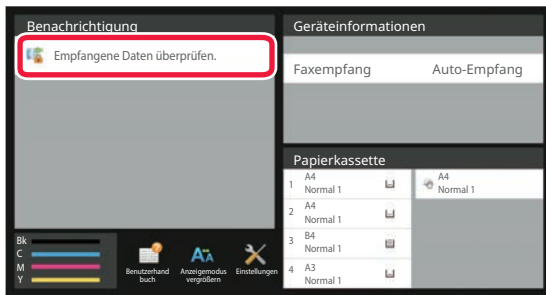 Benachrichtigung
Empfangene Daten überprüfen.
Geräteinformationen
Faxempfang Auto-Empfang
Papierkassette
1 A4
Normal 1
A4
Normal 1
2 A4
Normal 1
3 B4
Normal 1
4 A3
Normal 1
Bk
C
M
Y
Benutzerhand
buch
Anzeigemodus
vergrößern
Einstellungen